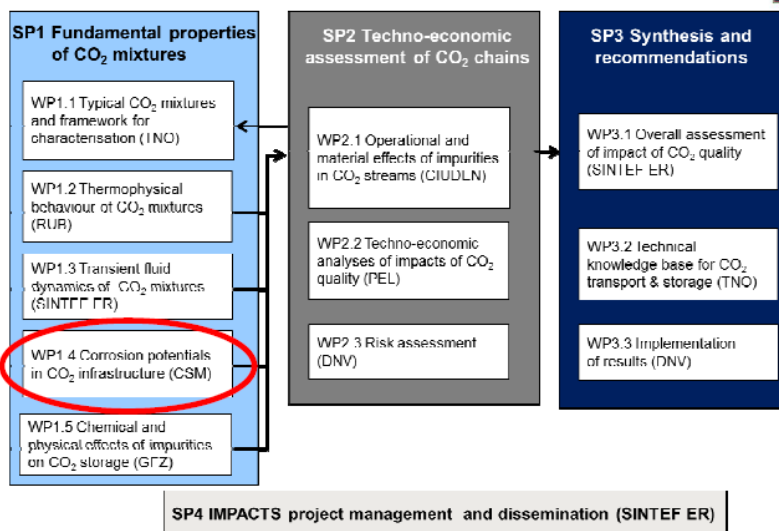 SP1 Fundamental properties
of CO₂ mixtures
WP1.1 Typical CO₂ mixtures
and framework for
characterisation (TNO)
WP1.2 Thermophysical
behaviour of CO₂ mixtures
(RUB)
WP1.3 Transient fluid
dynamics of CO₂ mixtures
(SINTEF ER)
WP1.4 Corrosion potentials
in CO₂ infrastructure (CSM)
WP1.5 Chemical and
physical effects of impurities
on CO₂ storage (GFZ)
SP2 Techno-economic
assessment of CO₂ chains
WP2.1 Operational and
material effects of impurities
in CO₂ streams (CIUDEN)
WP2.2 Techno-economic
analyses of impacts of CO₂
quality (PEL)
WP2.3 Risk assessment
(DNV)
SP3 Synthesis and
recommendations
WP3.1 Overall assessment
of impact of CO₂ quality
(SINTEF ER)
WP3.2 Technical
knowledge base for CO₂
transport & storage (TNO)
WP3.3 Implementation
of results (DNV)
SP4 IMPACTS project management and dissemination (SINTEF ER)